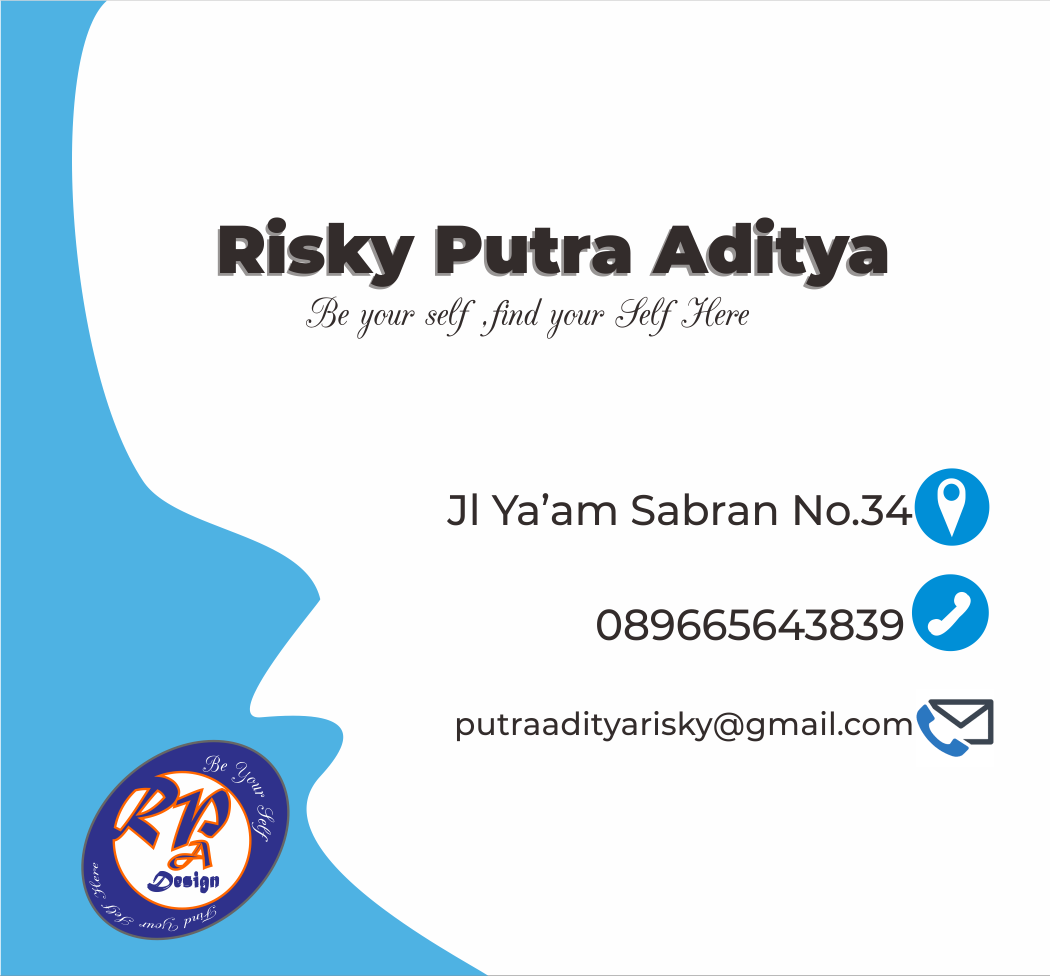 Risky Putra Aditya
Be your self ,find your Self Here
Jl Ya’am Sabran No.34
089665643839
putraadityarisky@gmail.com
Be Your Self
RP
A
Design
Find Your Self Here